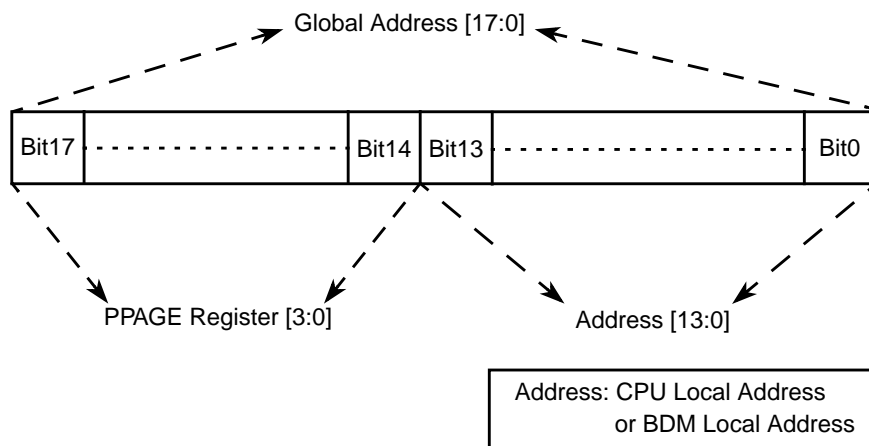 Global Address [17:0]
Bit17 Bit14 Bit13 Bit0
PPAGE Register [3:0]
Address [13:0]
Address: CPU Local Address
or BDM Local Address